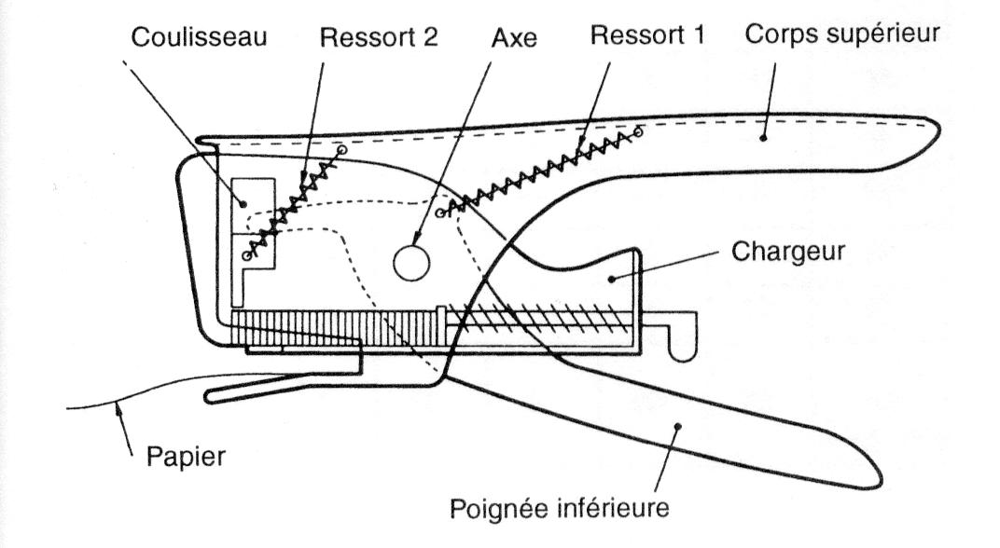 Coulisseau
Ressort 2
Axe
Ressort 1
Corps supérieur
Chargeur
Papier
Poignée inférieure